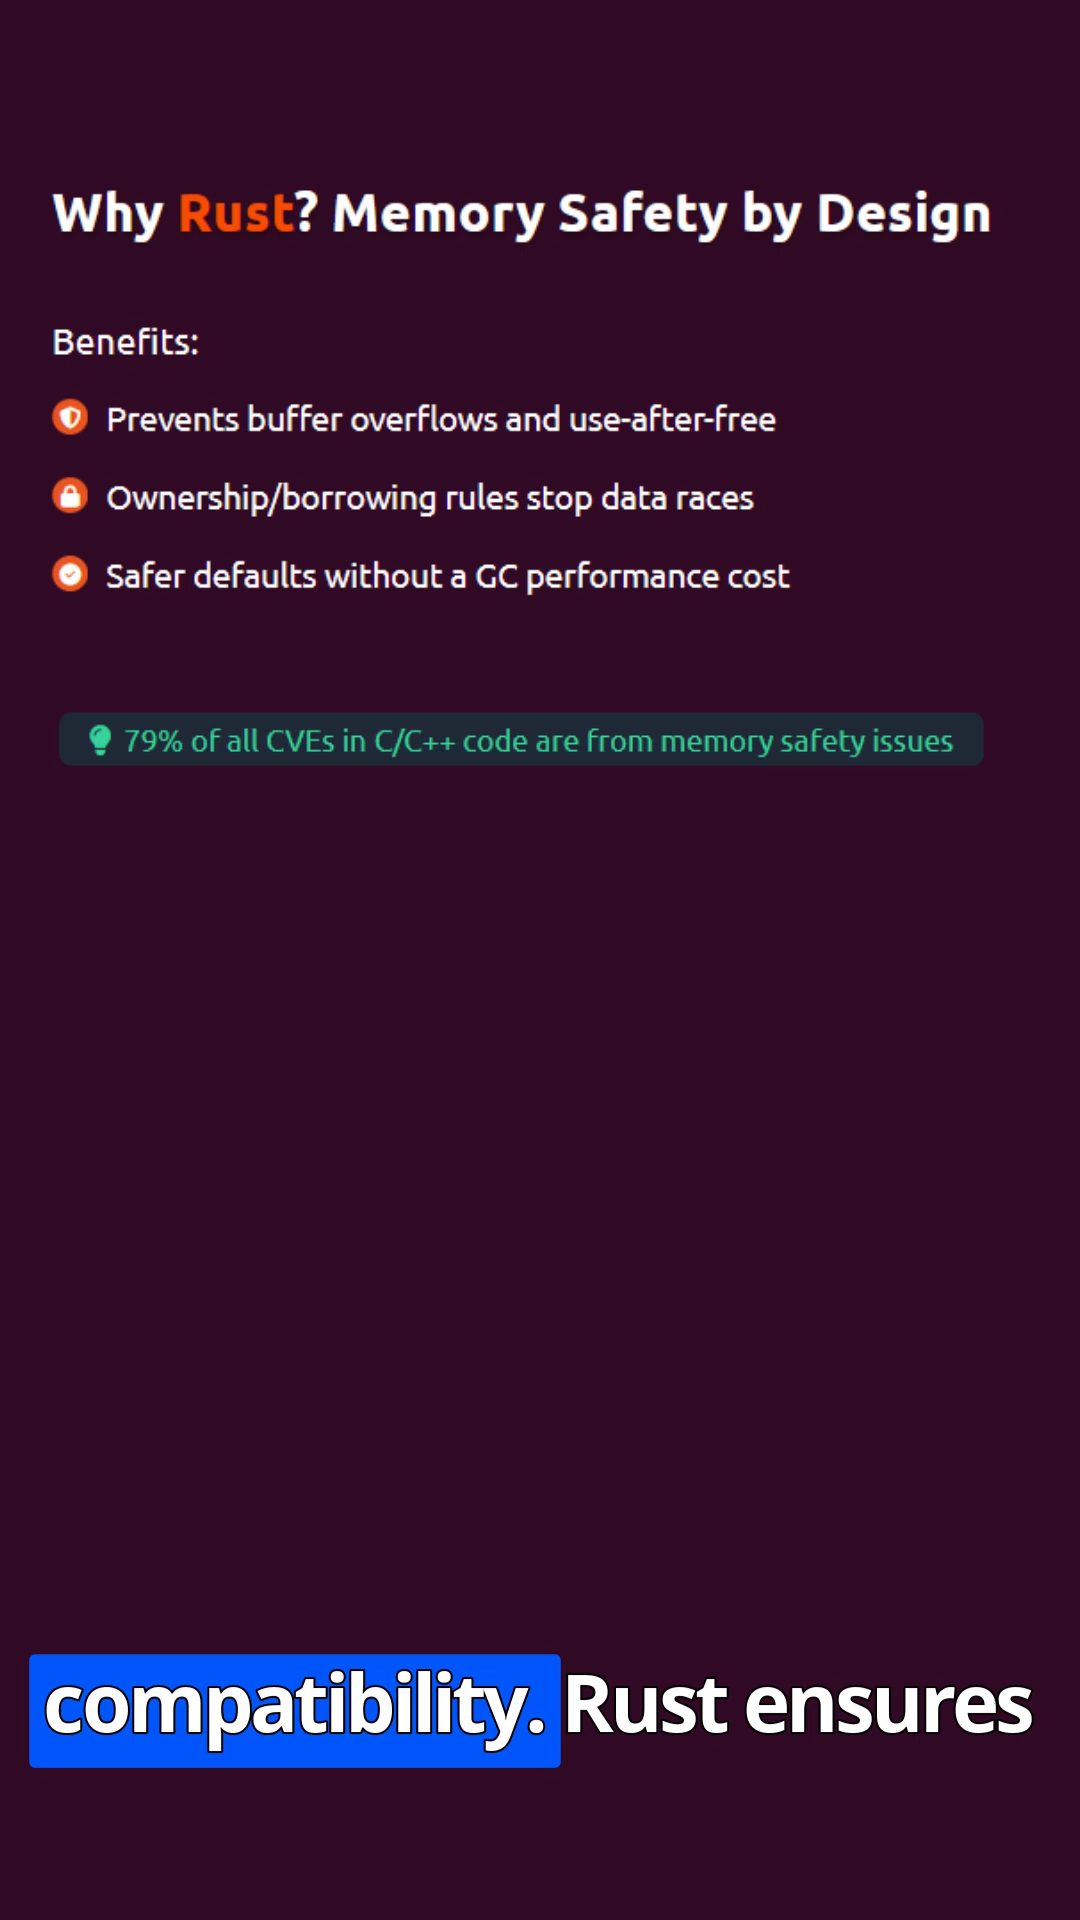 Why Rust? Memory Safety by Design
Benefits:
Prevents buffer overflows and use-after-free
Ownership/borrowing rules stop data races
Safer defaults without a GC performance cost
79% of all CVEs in C/C++ code are from memory safety issues
compatibility. Rust ensures